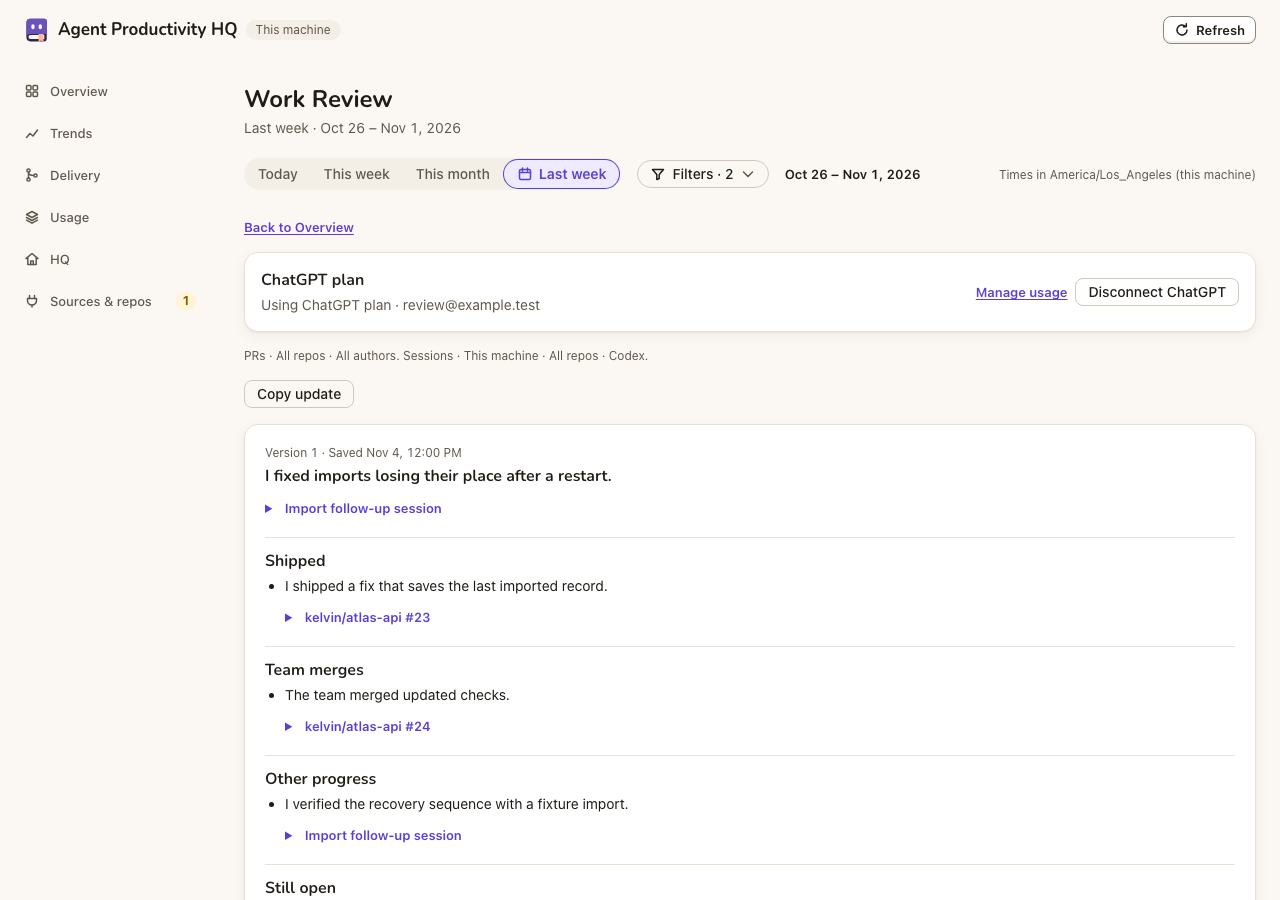 Agent Productivity HQ
This machine
Refresh
Overview
Trends
Delivery
Usage
HQ
Sources & repos 1
Work Review
Last week · Oct 26 – Nov 1, 2026
Today This week This month Last week Filters · 2 Oct 26 – Nov 1, 2026 Times in America/Los_Angeles (this machine)
Back to Overview
ChatGPT plan
Using ChatGPT plan · review@example.test
Manage usage Disconnect ChatGPT
PRs · All repos · All authors. Sessions · This machine · All repos · Codex.
Copy update
Version 1 · Saved Nov 4, 12:00 PM
I fixed imports losing their place after a restart.
Import follow-up session
Shipped
• I shipped a fix that saves the last imported record.
kelvin/atlas-api #23
Team merges
• The team merged updated checks.
kelvin/atlas-api #24
Other progress
• I verified the recovery sequence with a fixture import.
Import follow-up session
Still open